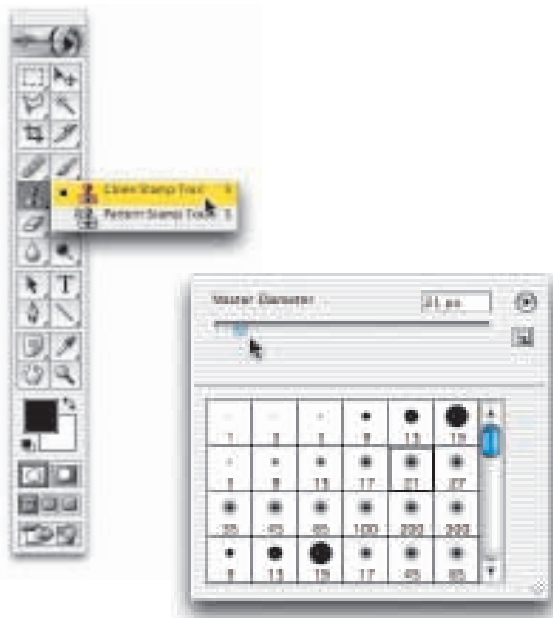 Clone Stamp Tool S
Pattern Stamp Tool S
T
Master Diameter 21 px
1 3 5 9 13 19
5 9 13 17 21 27
35 45 65 100 200 300
9 13 19 17 45 65